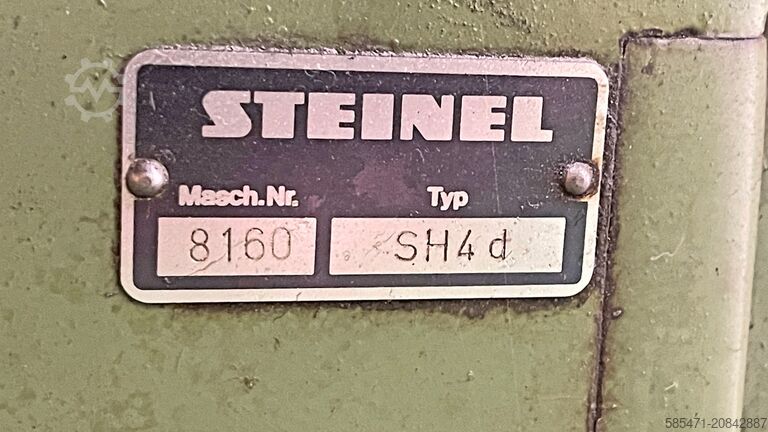 STEINEL
Masch.Nr. Typ
8160 SH4d
585471-20842887